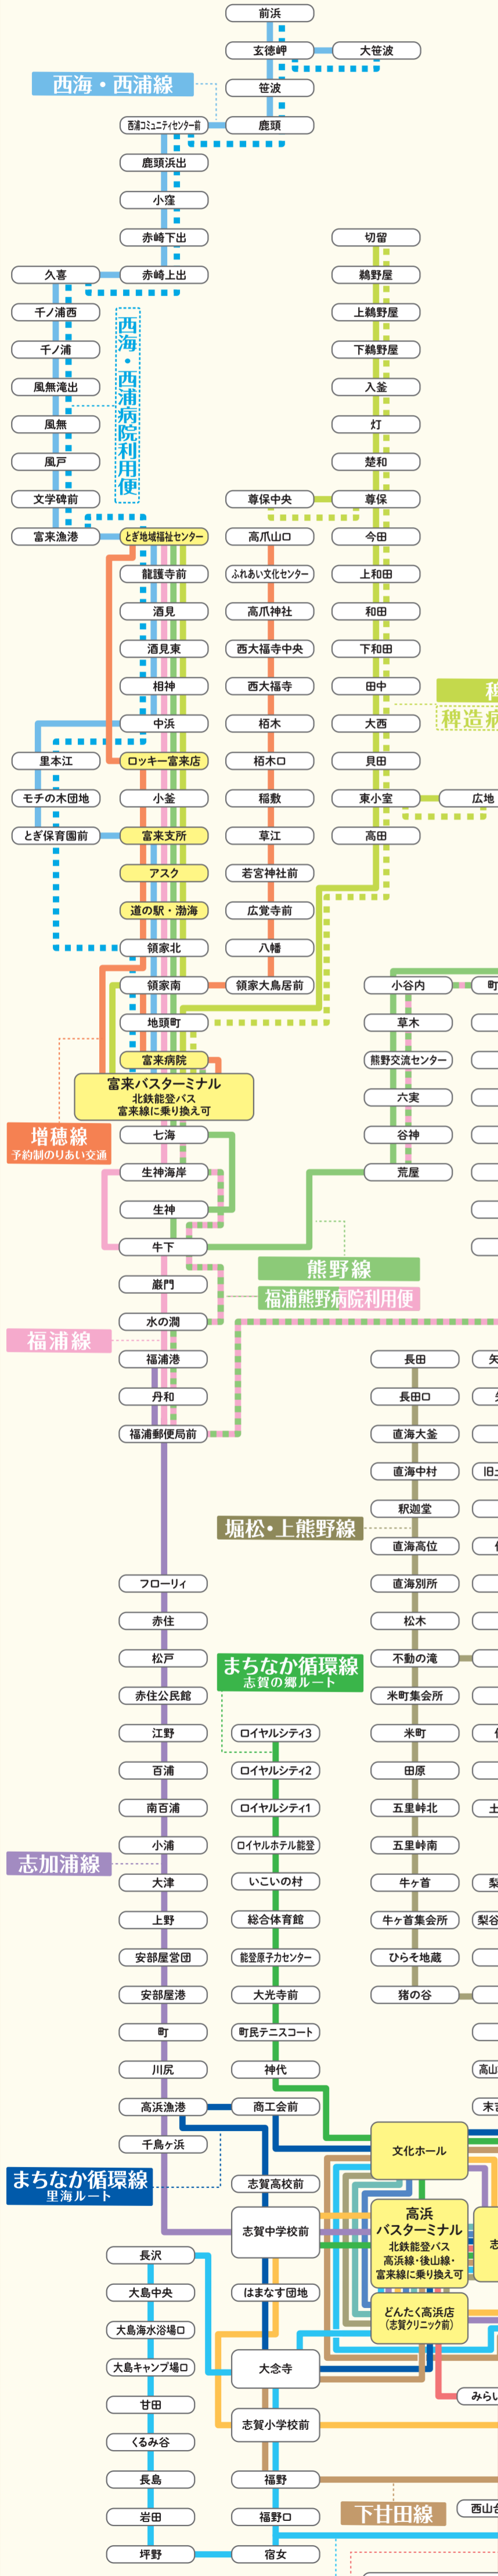 前浜
玄徳岬
大笹波
西海・西浦線
笹波
西浦コミュニティセンター前
鹿頭
鹿頭浜出
小窪
赤崎下出
切留
久喜
赤崎上出
鵜野屋
千ノ浦西
西海・西浦病院利用便
上鵜野屋
千ノ浦
下鵜野屋
風無滝出
入釜
風無
灯
風戸
楚和
文学碑前
尊保中央
尊保
富来漁港
とぎ地域福祉センター
高爪山口
今田
龍護寺前
ふれあい文化センター
上和田
酒見
高爪神社
和田
酒見東
西大福寺中央
下和田
相神
西大福寺
田中
稗造病
中浜
栢木
大西
里本江
ロッキー富来店
栢木口
貝田
モチの木団地
小釜
稲敷
東小室
広地
とぎ保育園前
富来支所
草江
高田
アスク
若宮神社前
道の駅・渤海
広覚寺前
領家北
八幡
領家南
領家大鳥居前
小谷内
町
地頭町
草木
富来病院
熊野交流センター
富来バスターミナル
北鉄能登バス
富来線に乗り換え可
六実
増穂線
予約制のりあい交通
七海
谷神
生神海岸
荒屋
生神
牛下
熊野線
巌門
福浦熊野病院利用便
水の澗
福浦線
福浦港
長田
丹和
長田口
福浦郵便局前
直海大釜
直海中村
旧土
釈迦堂
堀松・上熊野線
直海高位
フローリィ
直海別所
赤住
松木
松戸
まちなか循環線
志賀の郷ルート
不動の滝
赤住公民館
米町集会所
江野
ロイヤルシティ3
米町
百浦
ロイヤルシティ2
田原
南百浦
ロイヤルシティ1
五里峠北
土
小浦
ロイヤルホテル能登
五里峠南
志加浦線
大津
いこいの村
牛ヶ首
梨
上野
総合体育館
牛ヶ首集会所
梨谷
安部屋営団
能登原子力センター
ひらそ地蔵
安部屋港
大光寺前
猪の谷
町
町民テニスコート
川尻
神代
高山
高浜漁港
商工会前
末吉
千鳥ヶ浜
文化ホール
まちなか循環線
里海ルート
志賀高校前
志賀中学校前
高浜
バスターミナル
北鉄能登バス
高浜線・後山線・
富来線に乗り換え可
志
長沢
大島中央
はまなす団地
どんたく高浜店
(志賀クリニック前)
大島海水浴場口
大島キャンプ場口
大念寺
甘田
みらい
くるみ谷
志賀小学校前
長島
福野
岩田
福野口
下甘田線
西山台
坪野
宿女